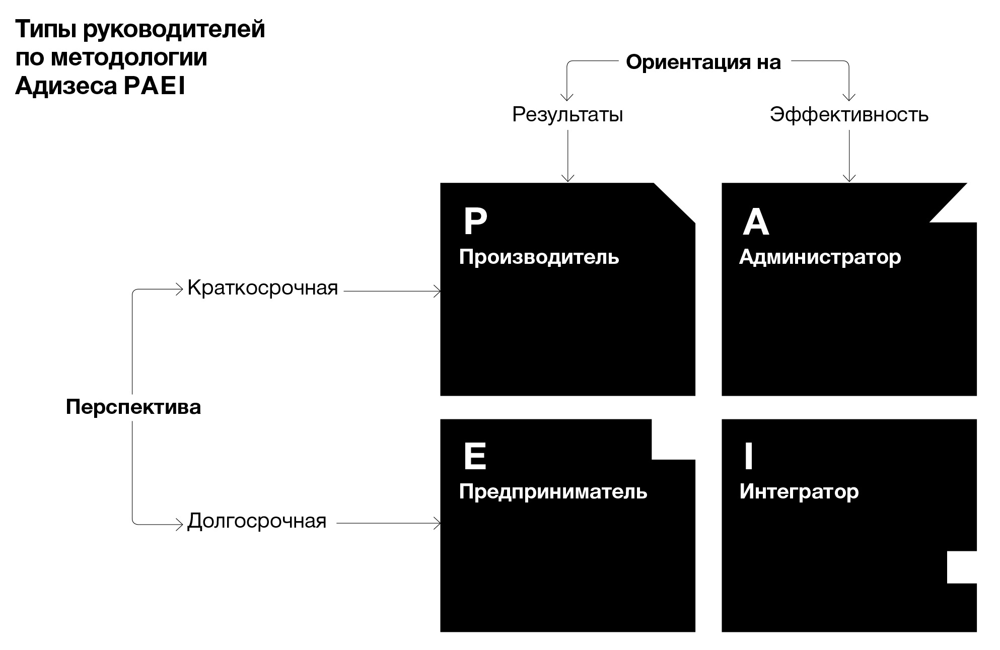 Типы руководителей
по методологии
Адизеса PAEI
Ориентация на
Результаты
Эффективность
P
Производитель
A
Администратор
Краткосрочная
Перспектива
E
Предприниматель
I
Интегратор
Долгосрочная